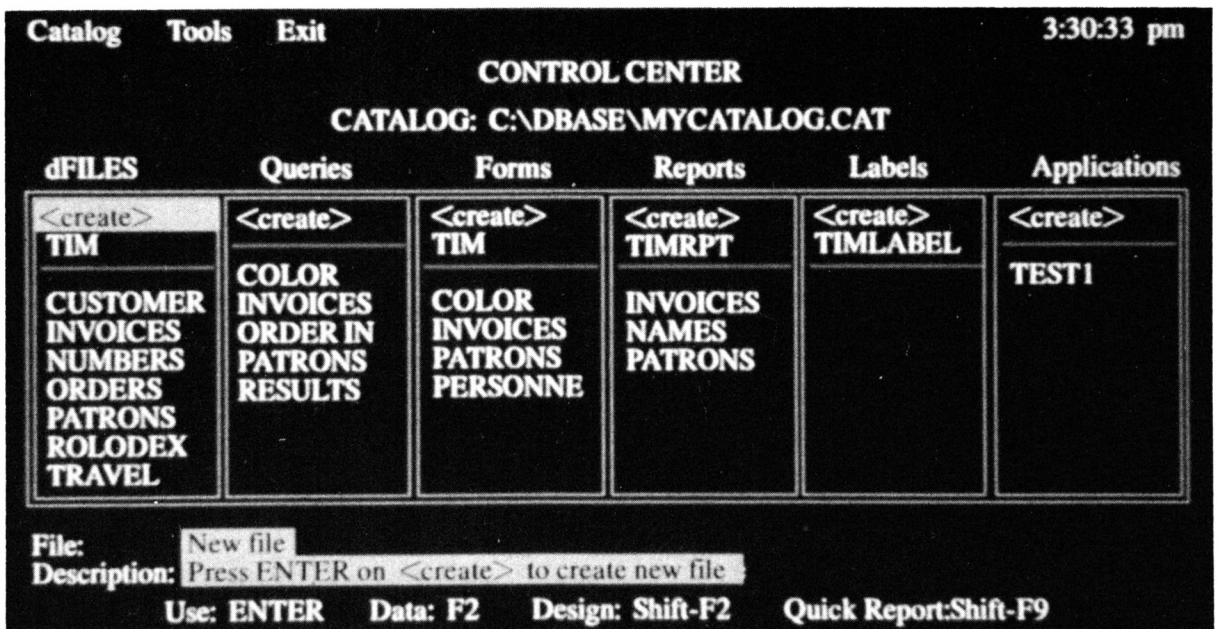 Catalog Tools Exit 3:30:33 pm
CONTROL CENTER
CATALOG: C:\DBASE\MYCATALOG.CAT
dFILES Queries Forms Reports Labels Applications
<create> <create> <create> <create> <create> <create>
TIM TIM TIMRPT TIMLABEL
COLOR TEST1
CUSTOMER INVOICES COLOR INVOICES
INVOICES ORDER IN INVOICES NAMES
NUMBERS PATRONS PATRONS PATRONS
ORDERS RESULTS PERSONNE
PATRONS
ROLODEX
TRAVEL
File: New file
Description: Press ENTER on <create> to create new file
Use: ENTER Data: F2 Design: Shift-F2 Quick Report:Shift-F9